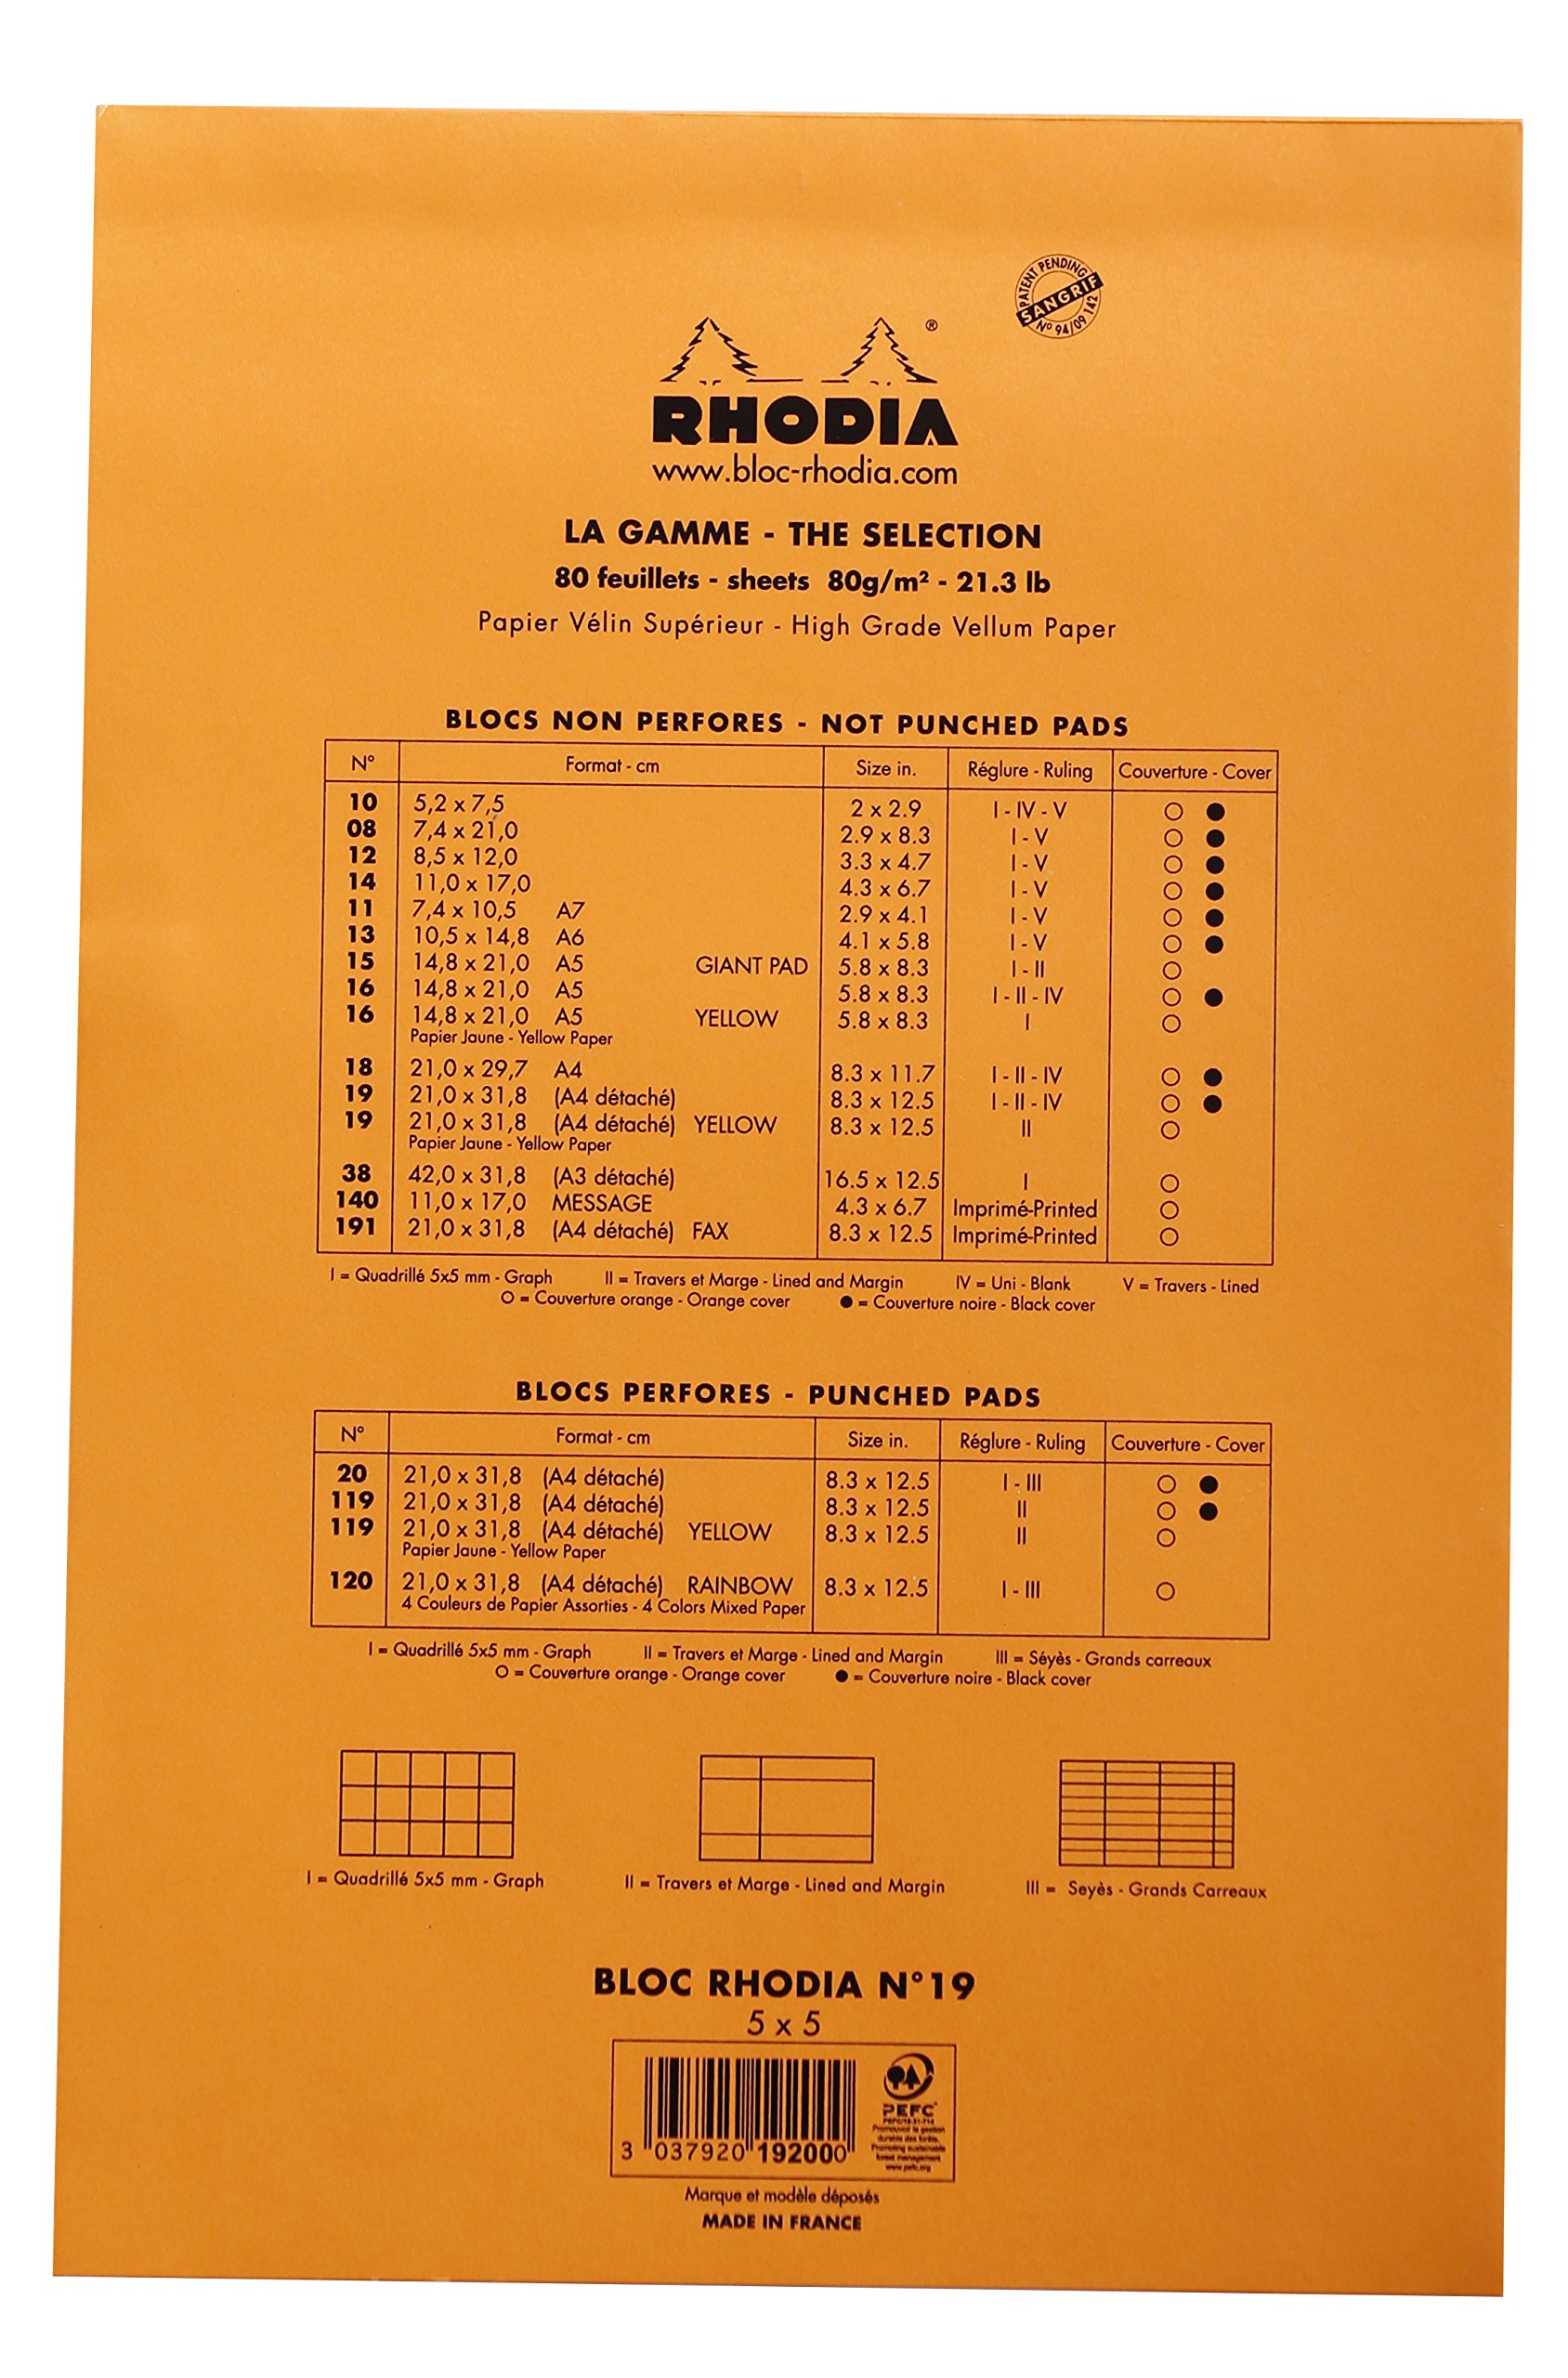 PATENT PENDING
SANGRIF
N° 94/09 142
®
RHODIA
www.bloc-rhodia.com
LA GAMME - THE SELECTION
80 feuillets - sheets 80g/m² - 21.3 lb
Papier Vélin Supérieur - High Grade Vellum Paper
BLOCS NON PERFORES - NOT PUNCHED PADS
N° Format - cm Size in. Réglure - Ruling Couverture - Cover
10 5,2 x 7,5 2 x 2.9 I - IV - V ○ ●
08 7,4 x 21,0 2.9 x 8.3 I - V ○ ●
12 8,5 x 12,0 3.3 x 4.7 I - V ○ ●
14 11,0 x 17,0 4.3 x 6.7 I - V ○ ●
11 7,4 x 10,5 A7 2.9 x 4.1 I - V ○ ●
13 10,5 x 14,8 A6 4.1 x 5.8 I - V ○ ●
15 14,8 x 21,0 A5 GIANT PAD 5.8 x 8.3 I - II ○
16 14,8 x 21,0 A5 5.8 x 8.3 I - II - IV ○ ●
16 14,8 x 21,0 A5 YELLOW 5.8 x 8.3 I ○
Papier Jaune - Yellow Paper
18 21,0 x 29,7 A4 8.3 x 11.7 I - II - IV ○ ●
19 21,0 x 31,8 (A4 détaché) 8.3 x 12.5 I - II - IV ○ ●
19 21,0 x 31,8 (A4 détaché) YELLOW 8.3 x 12.5 II ○
Papier Jaune - Yellow Paper
38 42,0 x 31,8 (A3 détaché) 16.5 x 12.5 I ○
140 11,0 x 17,0 MESSAGE 4.3 x 6.7 Imprimé-Printed ○
191 21,0 x 31,8 (A4 détaché) FAX 8.3 x 12.5 Imprimé-Printed ○
I = Quadrillé 5x5 mm - Graph II = Travers et Marge - Lined and Margin IV = Uni - Blank V = Travers - Lined
○ = Couverture orange - Orange cover ● = Couverture noire - Black cover
BLOCS PERFORES - PUNCHED PADS
N° Format - cm Size in. Réglure - Ruling Couverture - Cover
20 21,0 x 31,8 (A4 détaché) 8.3 x 12.5 I - III ○ ●
119 21,0 x 31,8 (A4 détaché) 8.3 x 12.5 II ○ ●
119 21,0 x 31,8 (A4 détaché) YELLOW 8.3 x 12.5 II ○
Papier Jaune - Yellow Paper
120 21,0 x 31,8 (A4 détaché) RAINBOW 8.3 x 12.5 I - III ○
4 Couleurs de Papier Assorties - 4 Colors Mixed Paper
I = Quadrillé 5x5 mm - Graph II = Travers et Marge - Lined and Margin III = Séyès - Grands carreaux
○ = Couverture orange - Orange cover ● = Couverture noire - Black cover
I = Quadrillé 5x5 mm - Graph II = Travers et Marge - Lined and Margin III = Seyès - Grands Carreaux
BLOC RHODIA N°19
5 x 5
PEFC
Promouvoir la gestion
durable des forêts.
Promoting sustainable
forest management
www.pefc.org
3 037920 192000
Marque et modèle déposés
MADE IN FRANCE